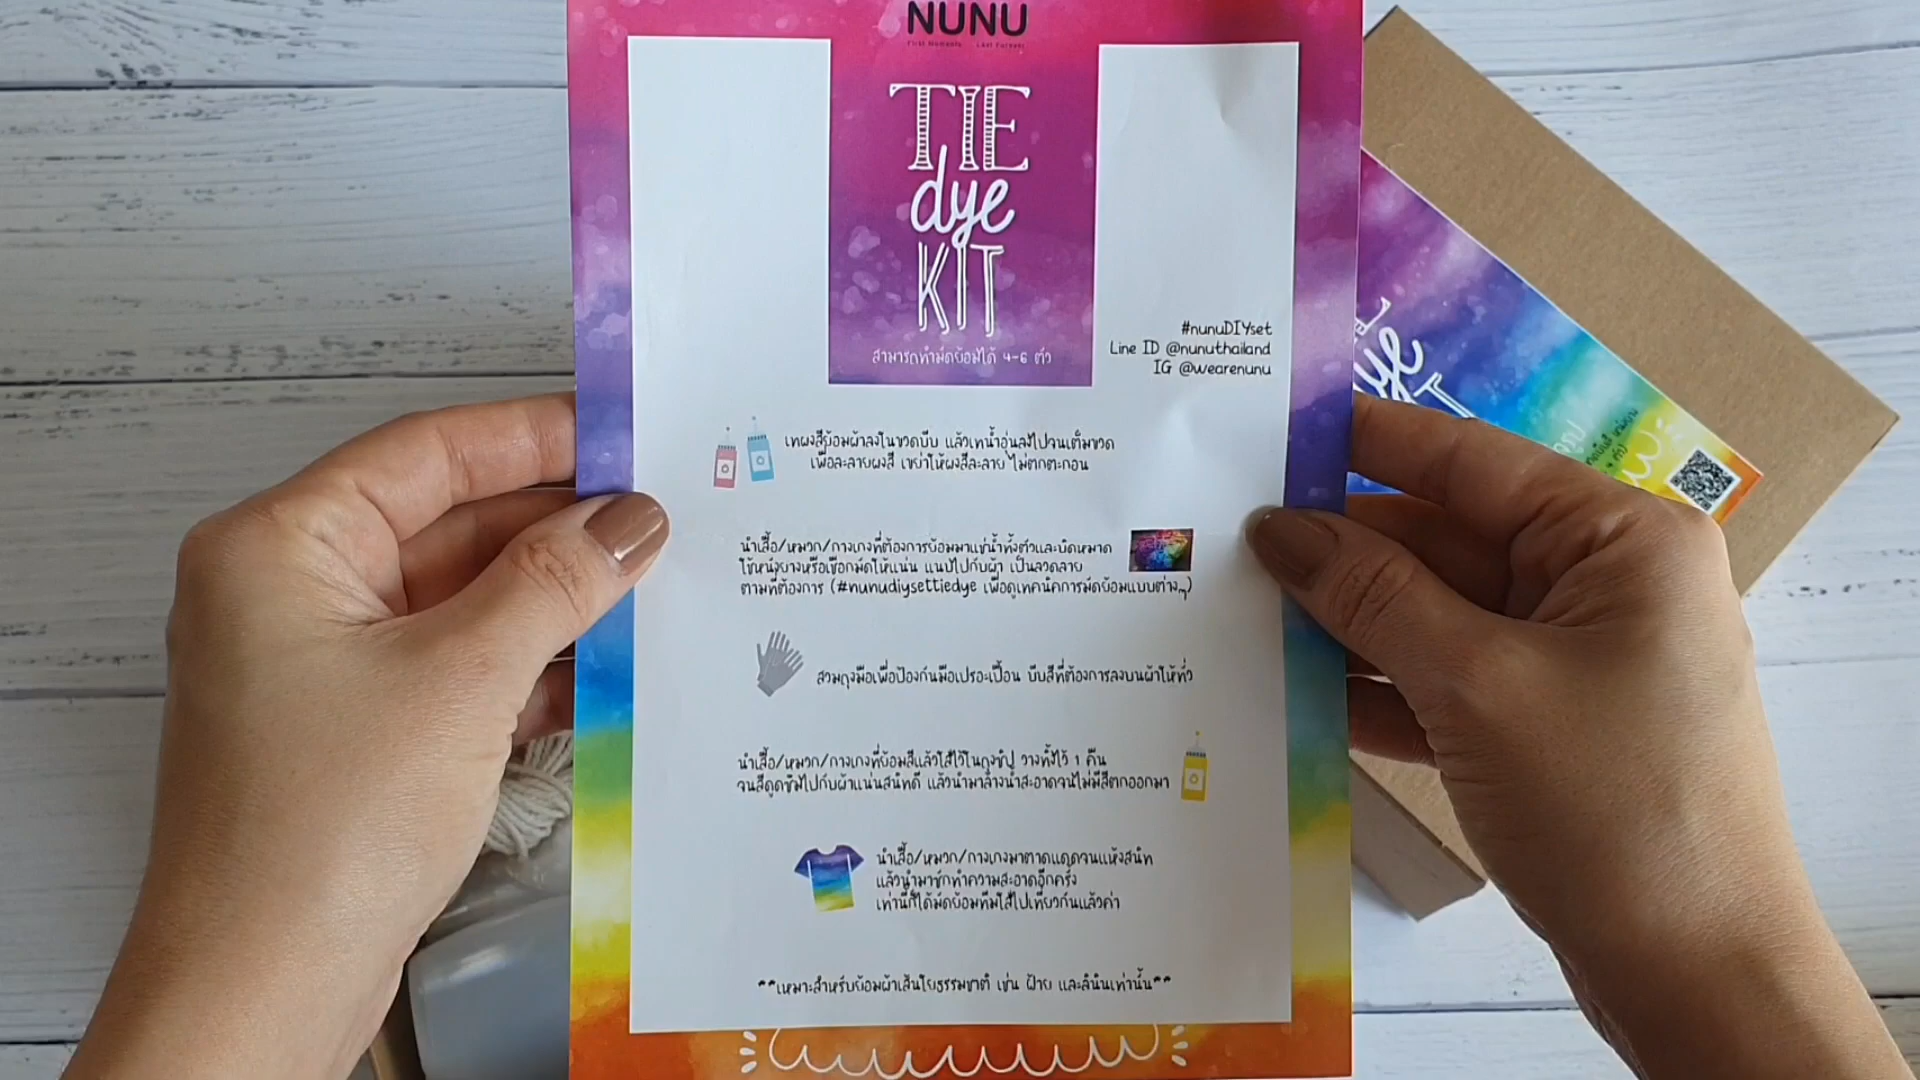 NUNU
First Moments Last Forever
TIE
dye
KIT
สามารถทำมัดย้อมได้ 4-6 ตัว
#nunuDIYset
Line ID @nunuthailand
IG @wearenunu
เทผงสีย้อมผ้าลงในขวดบีบ แล้วเทน้ำอุ่นลงไปจนเต็มขวด
เพื่อละลายผงสี เขย่าให้ผงสีละลาย ไม่ตกตะกอน
นำเสื้อ/หมวก/กางเกงที่ต้องการย้อมมาแช่น้ำทั้งตัวและบิดหมาด
ใช้หนังยางหรือเชือกมัดให้แน่น แนบไปกับผ้า เป็นลวดลาย
ตามที่ต้องการ (#nunudiysettiedye เพื่อดูเทคนิคการมัดย้อมแบบต่างๆ)
สวมถุงมือเพื่อป้องกันมือเปรอะเปื้อน บีบสีที่ต้องการลงบนผ้าให้ทั่ว
นำเสื้อ/หมวก/กางเกงที่ย้อมสีแล้วใส่ไว้ในถุงซิป วางทิ้งไว้ 1 คืน
จนสีดูดซึมไปกับผ้าแน่นสนิทดี แล้วนำมาล้างน้ำสะอาดจนไม่มีสีตกออกมา
นำเสื้อ/หมวก/กางเกงมาตากแดดจนแห้งสนิท
แล้วนำมาซักทำความสะอาดอีกครั้ง
เท่านี้ก็ได้มัดย้อมทีมใส่ไปเที่ยวกันแล้วค่า
**เหมาะสำหรับย้อมผ้าเส้นใยธรรมชาติ เช่น ฝ้าย และลินินเท่านั้น**